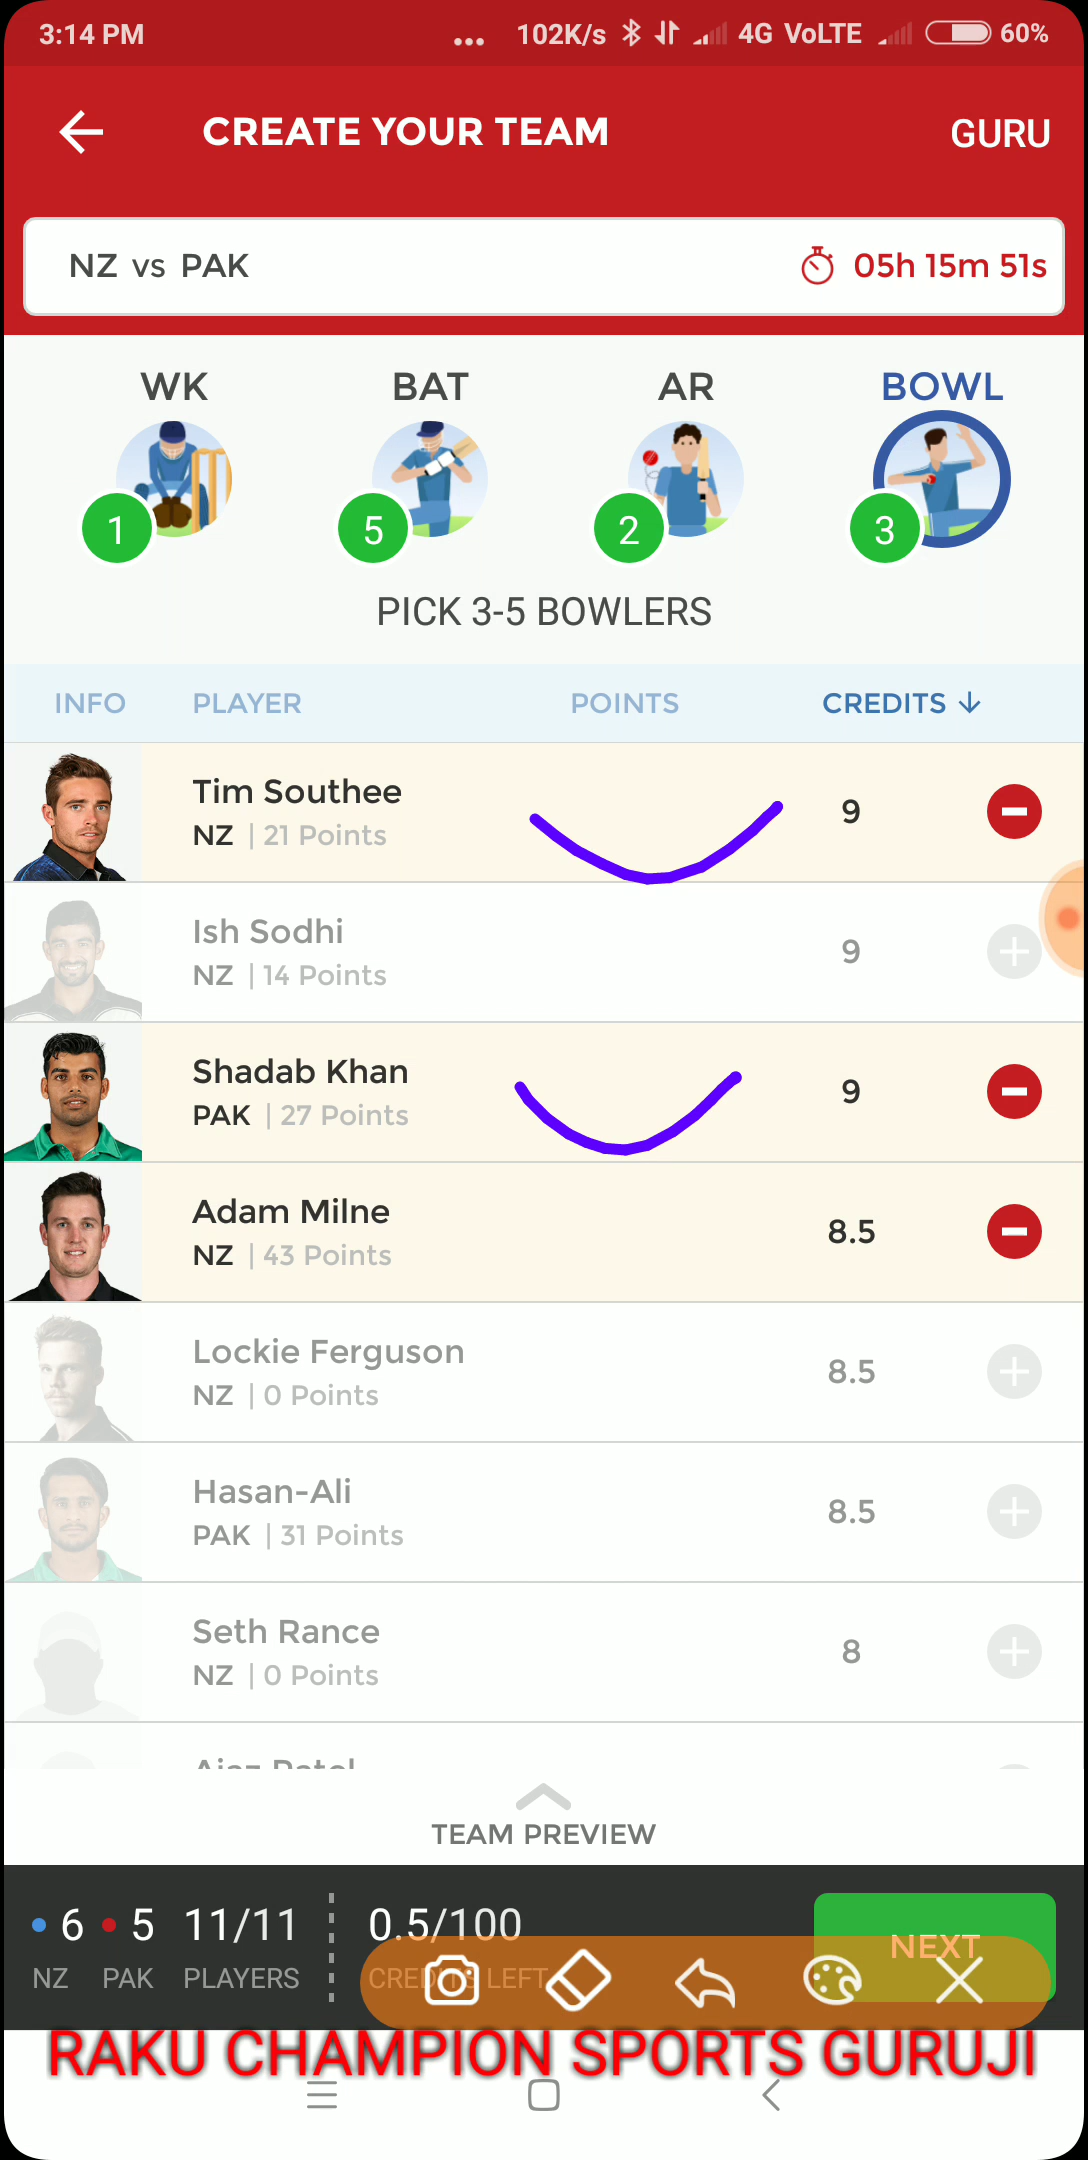 3:14 PM ... 102K/s 4G VoLTE 60%
CREATE YOUR TEAM GURU
NZ vs PAK 05h 15m 51s
WK BAT AR BOWL
1 5 2 3
PICK 3-5 BOWLERS
INFO PLAYER POINTS CREDITS
Tim Southee
NZ | 21 Points 9
Ish Sodhi
NZ | 14 Points 9
Shadab Khan
PAK | 27 Points 9
Adam Milne
NZ | 43 Points 8.5
Lockie Ferguson
NZ | 0 Points 8.5
Hasan-Ali
PAK | 31 Points 8.5
Seth Rance
NZ | 0 Points 8
Ajaz Patel
TEAM PREVIEW
6 5 11/11 0.5/100 NEXT
NZ PAK PLAYERS CREDITS LEFT
RAKU CHAMPION SPORTS GURUJI